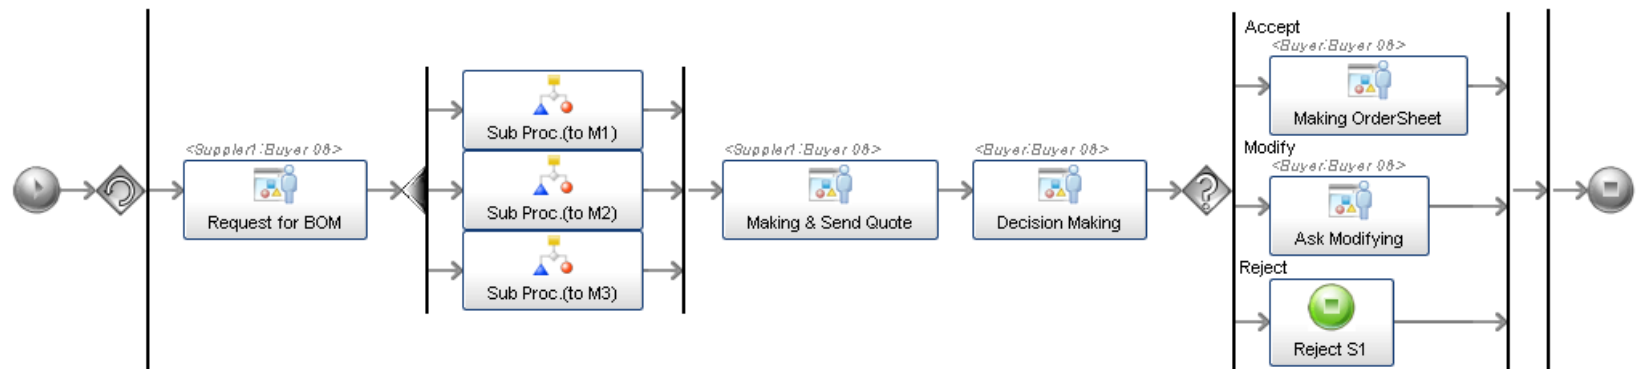 <Suppler1:Buyer 08>
Request for BOM
Sub Proc.(to M1)
Sub Proc.(to M2)
Sub Proc.(to M3)
<Suppler1:Buyer 08>
Making & Send Quote
<Buyer:Buyer 08>
Decision Making
Accept
<Buyer:Buyer 08>
Making OrderSheet
Modify
<Buyer:Buyer 08>
Ask Modifying
Reject
Reject S1